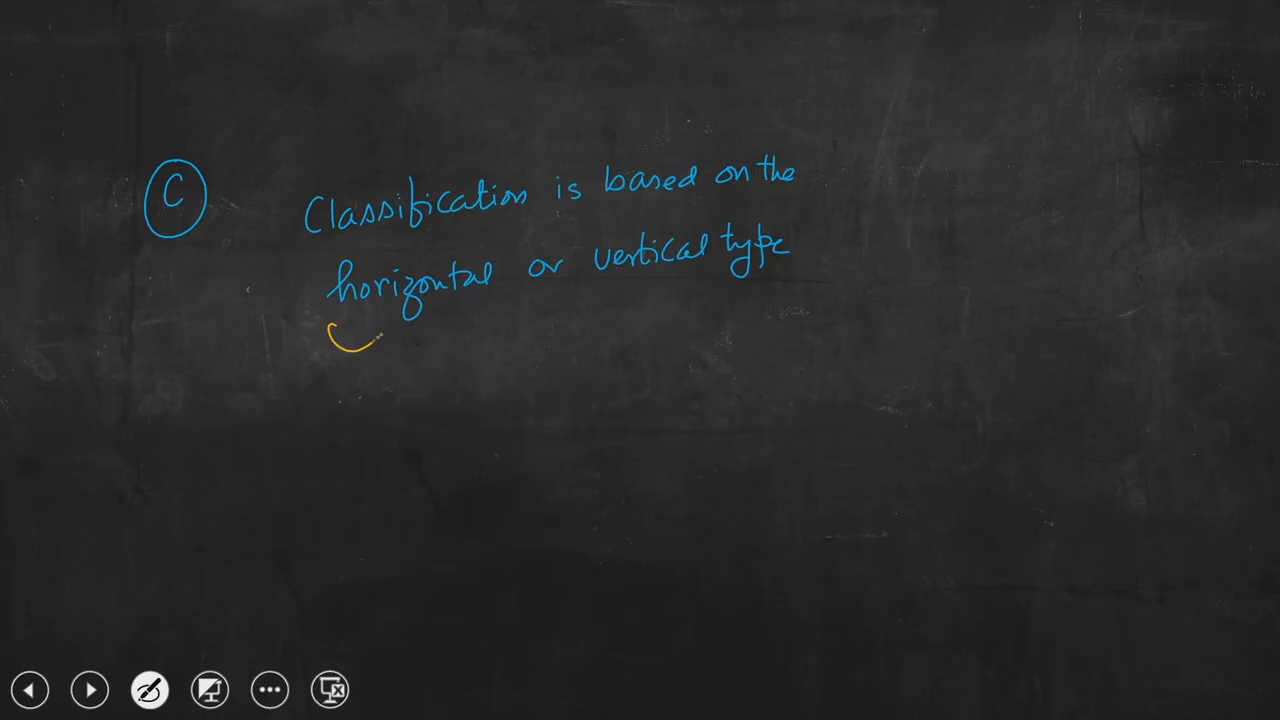 C Classification is based on the
horizontal or vertical type